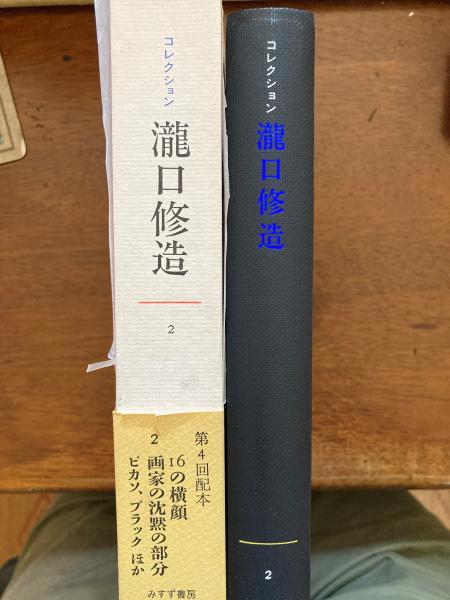 コレクション
瀧口修造
2
第4回配本
16の横顔
画家の沈黙の部分
ピカソ、ブラック ほか
2
みすず書房
コレクション
瀧口修造
2